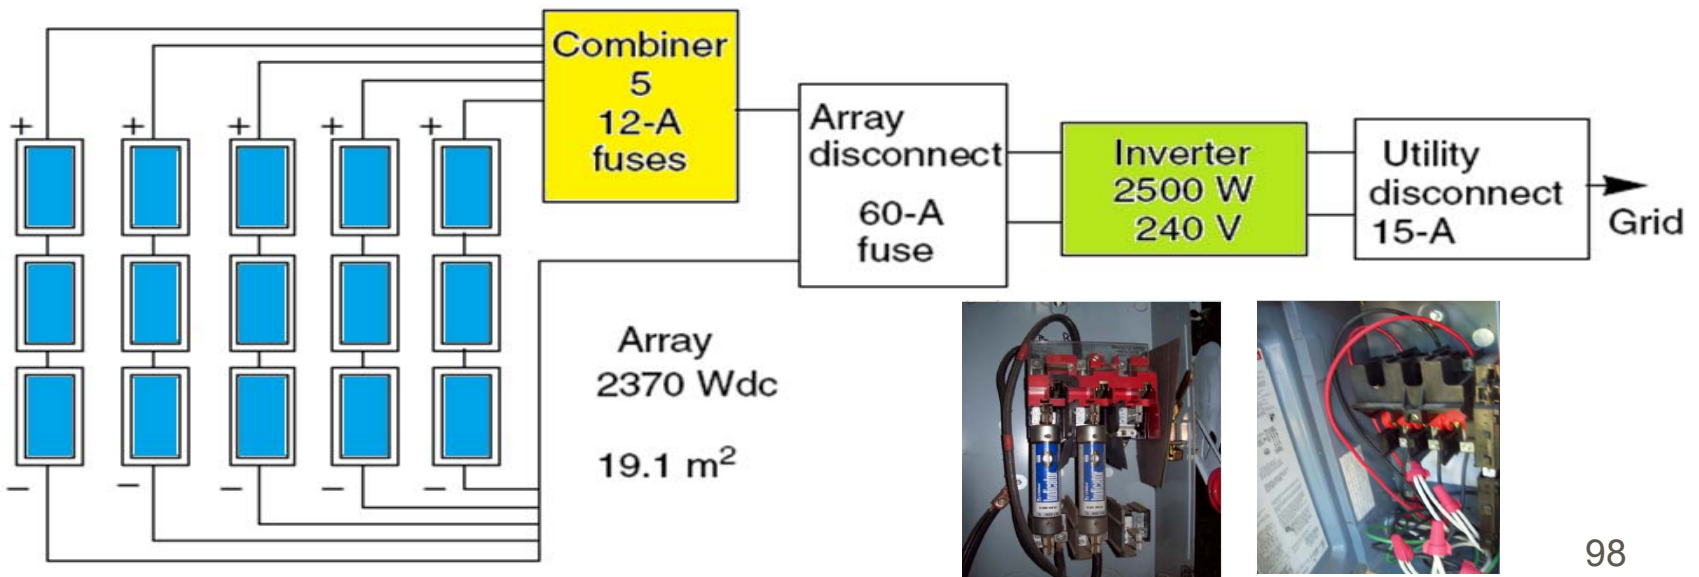 Combiner
5
12-A
fuses
Array
disconnect
60-A
fuse
Inverter
2500 W
240 V
Utility
disconnect
15-A
Grid
+ + + + +
− − − − −
Array
2370 Wdc
19.1 m²
98